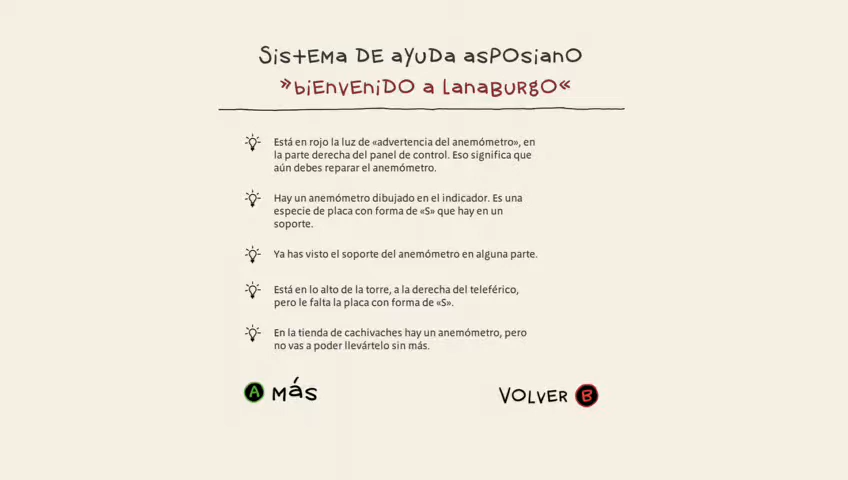 Sistema de ayuda asposiano
»Bienvenido a Lanaburgo«
Está en rojo la luz de «advertencia del anemómetro», en
la parte derecha del panel de control. Eso significa que
aún debes reparar el anemómetro.
Hay un anemómetro dibujado en el indicador. Es una
especie de placa con forma de «S» que hay en un
soporte.
Ya has visto el soporte del anemómetro en alguna parte.
Está en lo alto de la torre, a la derecha del teleférico,
pero le falta la placa con forma de «S».
En la tienda de cachivaches hay un anemómetro, pero
no vas a poder llevártelo sin más.
A Más
Volver B